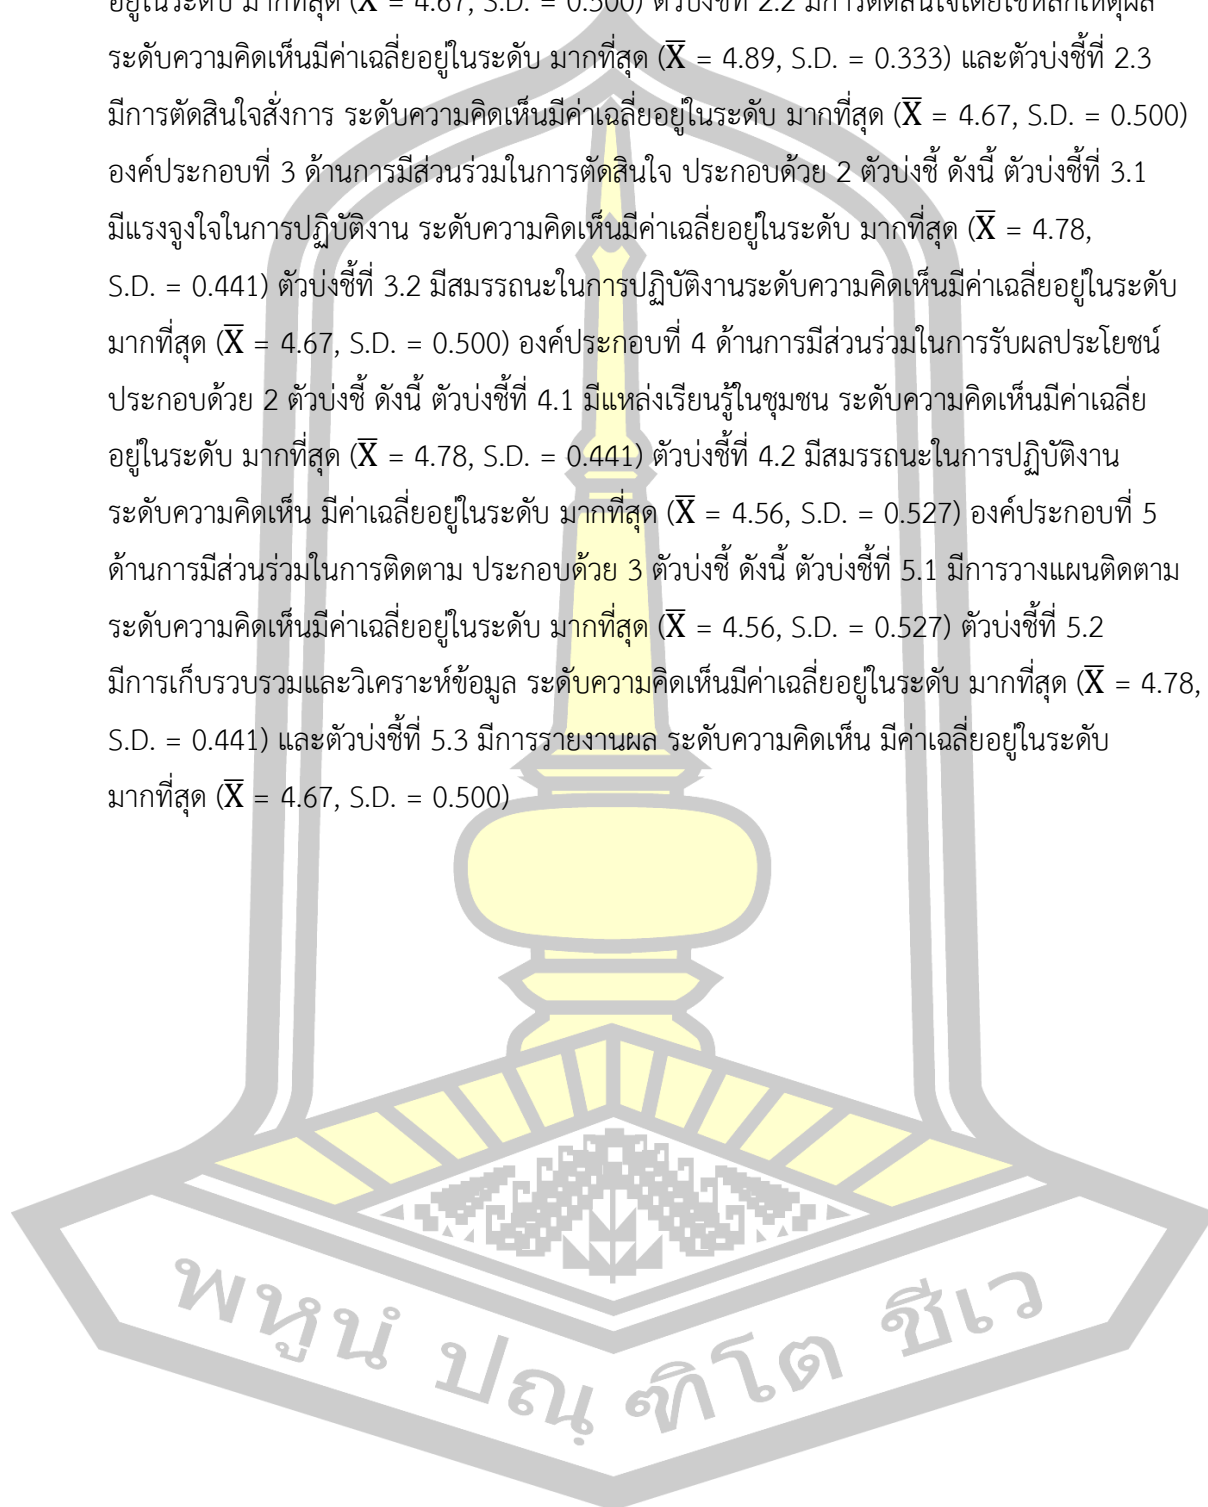 อยู่ในระดับ มากที่สุด (X̅ = 4.67, S.D. = 0.500) ตัวบ่งชี้ที่ 2.2 มีการตัดสินใจโดยใช้หลักเหตุผล
ระดับความคิดเห็นมีค่าเฉลี่ยอยู่ในระดับ มากที่สุด (X̅ = 4.89, S.D. = 0.333) และตัวบ่งชี้ที่ 2.3
มีการตัดสินใจสั่งการ ระดับความคิดเห็นมีค่าเฉลี่ยอยู่ในระดับ มากที่สุด (X̅ = 4.67, S.D. = 0.500)
องค์ประกอบที่ 3 ด้านการมีส่วนร่วมในการตัดสินใจ ประกอบด้วย 2 ตัวบ่งชี้ ดังนี้ ตัวบ่งชี้ที่ 3.1
มีแรงจูงใจในการปฏิบัติงาน ระดับความคิดเห็นมีค่าเฉลี่ยอยู่ในระดับ มากที่สุด (X̅ = 4.78,
S.D. = 0.441) ตัวบ่งชี้ที่ 3.2 มีสมรรถนะในการปฏิบัติงานระดับความคิดเห็นมีค่าเฉลี่ยอยู่ในระดับ
มากที่สุด (X̅ = 4.67, S.D. = 0.500) องค์ประกอบที่ 4 ด้านการมีส่วนร่วมในการรับผลประโยชน์
ประกอบด้วย 2 ตัวบ่งชี้ ดังนี้ ตัวบ่งชี้ที่ 4.1 มีแหล่งเรียนรู้ในชุมชน ระดับความคิดเห็นมีค่าเฉลี่ย
อยู่ในระดับ มากที่สุด (X̅ = 4.78, S.D. = 0.441) ตัวบ่งชี้ที่ 4.2 มีสมรรถนะในการปฏิบัติงาน
ระดับความคิดเห็น มีค่าเฉลี่ยอยู่ในระดับ มากที่สุด (X̅ = 4.56, S.D. = 0.527) องค์ประกอบที่ 5
ด้านการมีส่วนร่วมในการติดตาม ประกอบด้วย 3 ตัวบ่งชี้ ดังนี้ ตัวบ่งชี้ที่ 5.1 มีการวางแผนติดตาม
ระดับความคิดเห็นมีค่าเฉลี่ยอยู่ในระดับ มากที่สุด (X̅ = 4.56, S.D. = 0.527) ตัวบ่งชี้ที่ 5.2
มีการเก็บรวบรวมและวิเคราะห์ข้อมูล ระดับความคิดเห็นมีค่าเฉลี่ยอยู่ในระดับ มากที่สุด (X̅ = 4.78,
S.D. = 0.441) และตัวบ่งชี้ที่ 5.3 มีการรายงานผล ระดับความคิดเห็น มีค่าเฉลี่ยอยู่ในระดับ
มากที่สุด (X̅ = 4.67, S.D. = 0.500)
พหูนํ ปณฺฑิโต ชีเว